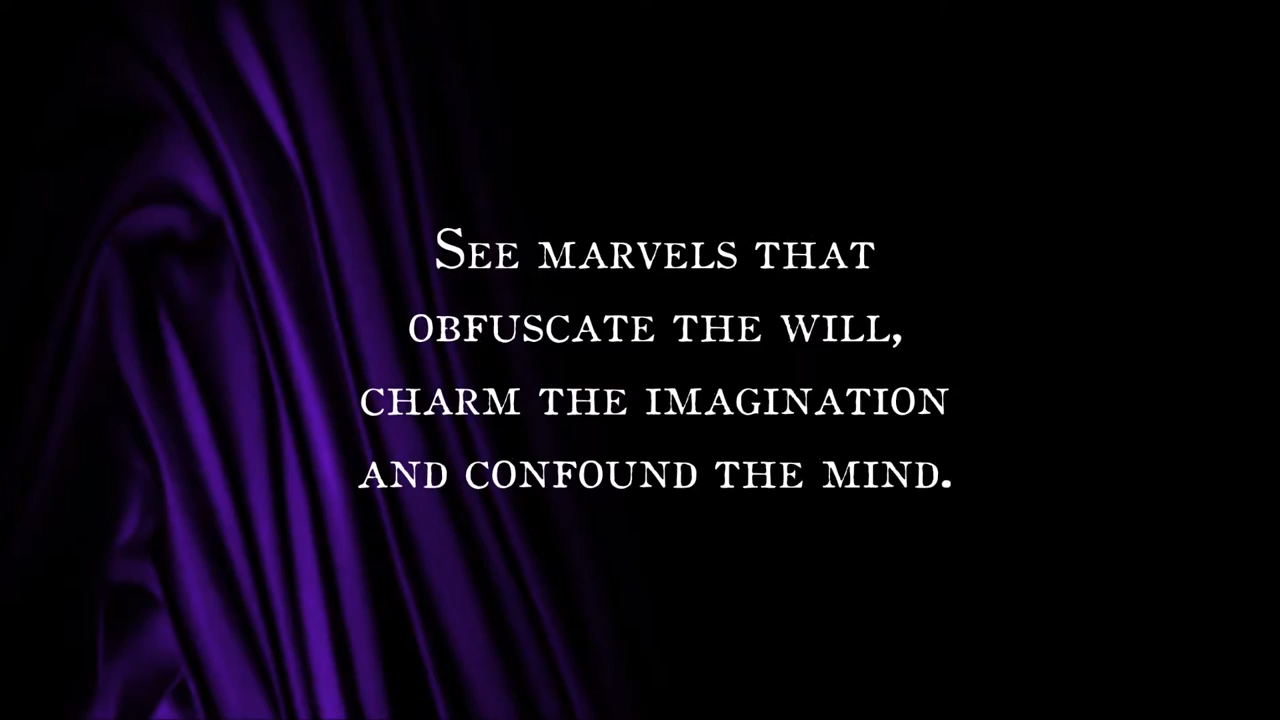 See marvels that
obfuscate the will,
charm the imagination
and confound the mind.